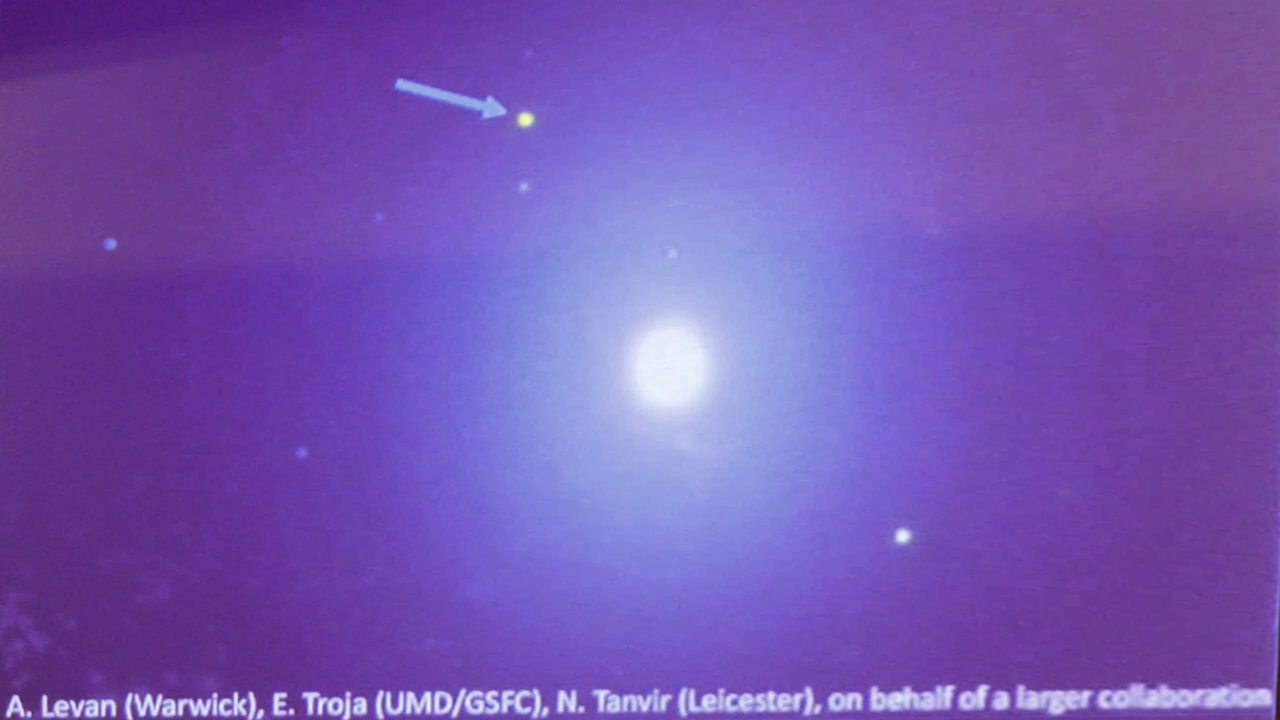 A. Levan (Warwick), E. Troja (UMD/GSFC), N. Tanvir (Leicester), on behalf of a larger collaboration